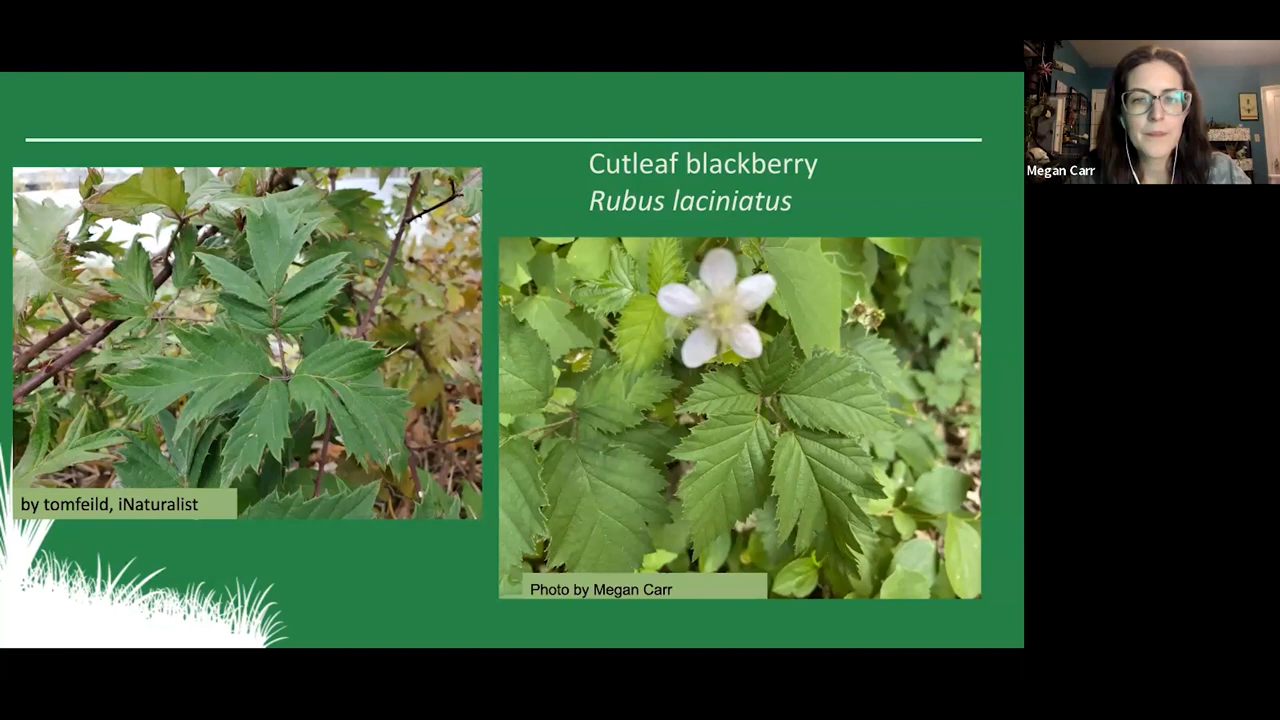 Cutleaf blackberry
Rubus laciniatus
by tomfeild, iNaturalist
Photo by Megan Carr
Megan Carr